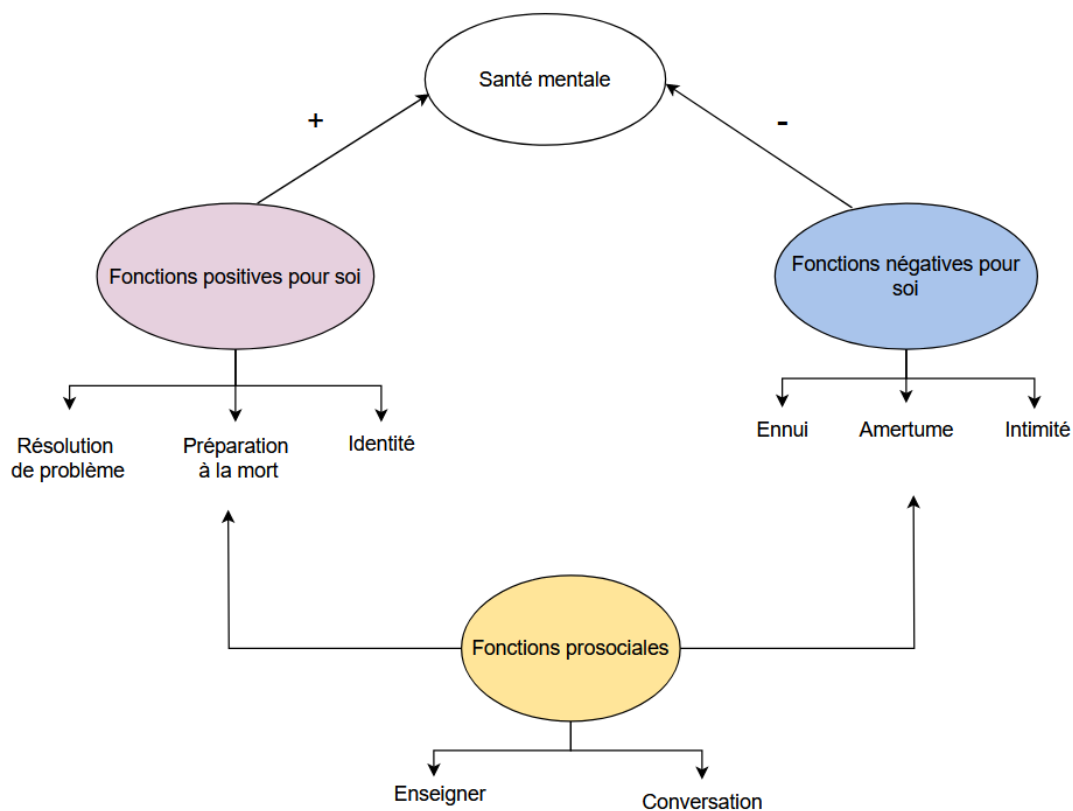 Santé mentale
+
-
Fonctions positives pour soi
Fonctions négatives pour
soi
Résolution
de problème
Préparation
à la mort
Identité
Ennui
Amertume
Intimité
Fonctions prosociales
Enseigner
Conversation